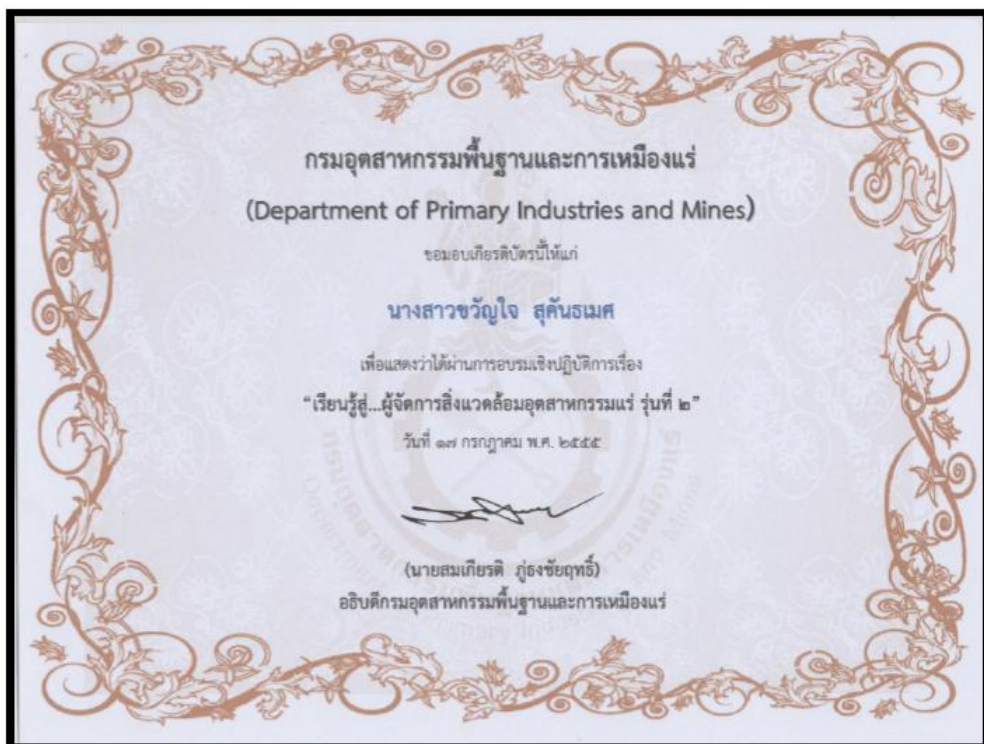 กรมอุตสาหกรรมพื้นฐานและการเหมืองแร่
(Department of Primary Industries and Mines)
ขอมอบเกียรติบัตรนี้ให้แก่
นางสาวขวัญใจ สุคันธเมศ
เพื่อแสดงว่าได้ผ่านการอบรมเชิงปฏิบัติการเรื่อง
“เรียนรู้สู่...ผู้จัดการสิ่งแวดล้อมอุตสาหกรรมแร่ รุ่นที่ ๒”
วันที่ ๑๗ กรกฎาคม พ.ศ. ๒๕๕๕
(นายสมเกียรติ ภู่ธงชัยฤทธิ์)
อธิบดีกรมอุตสาหกรรมพื้นฐานและการเหมืองแร่